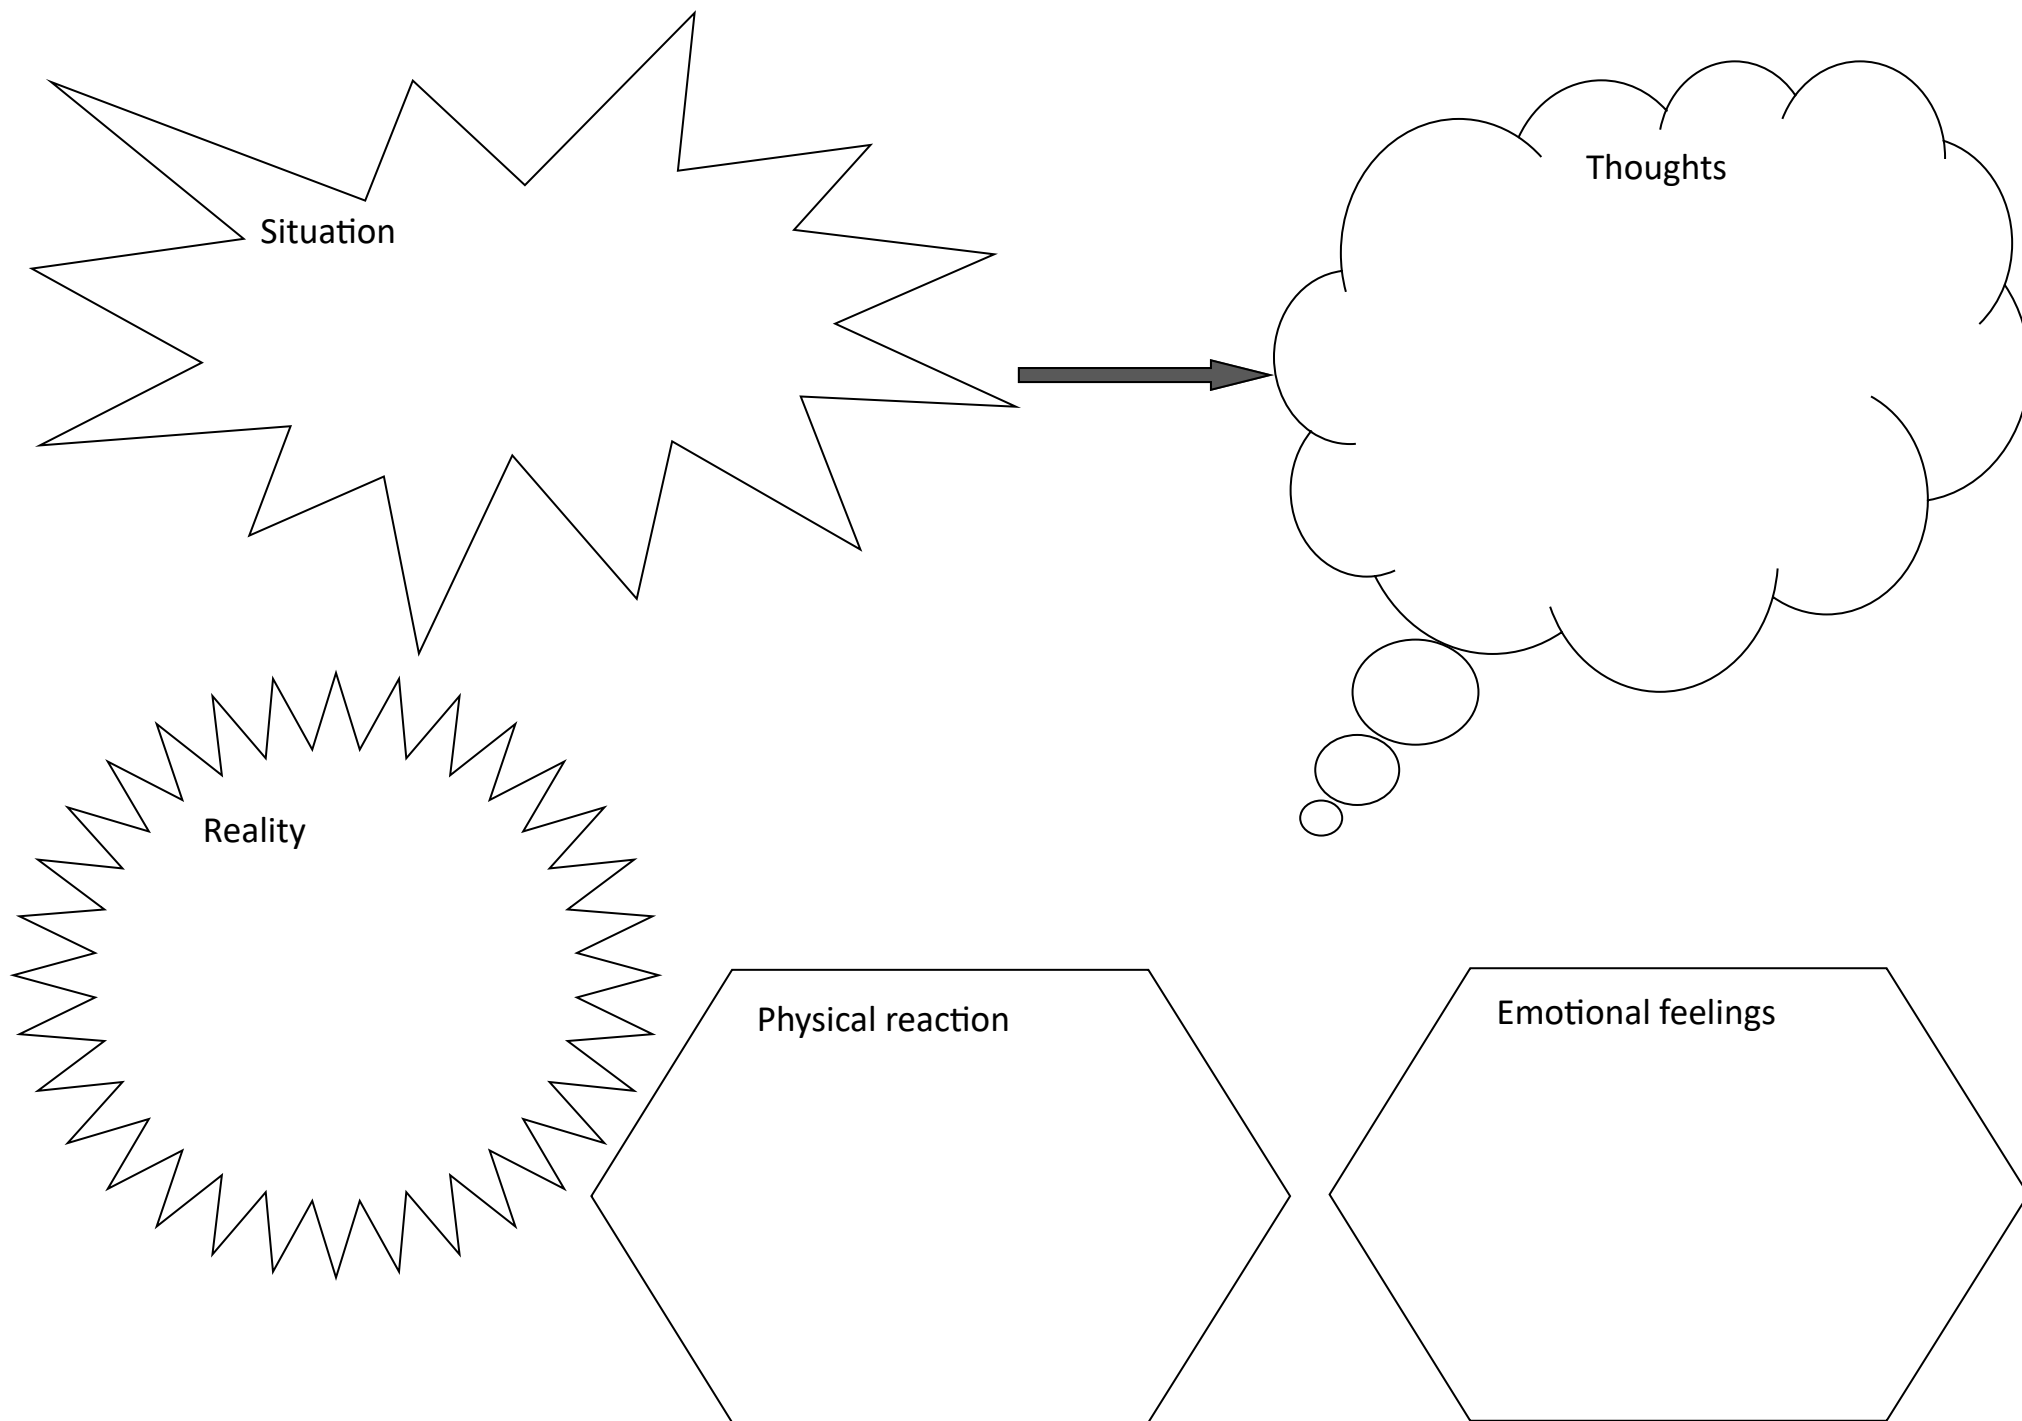 Situation
Thoughts
Reality
Physical reaction
Emotional feelings